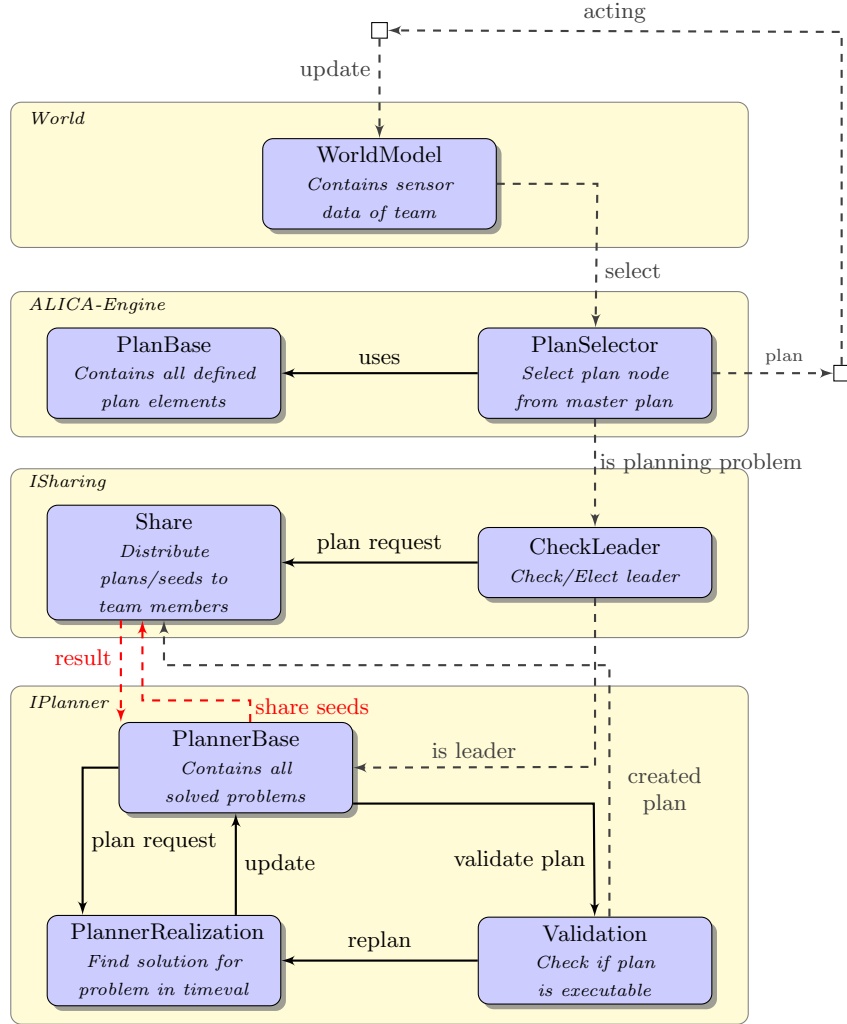 acting
update
World
WorldModel
Contains sensor
data of team
select
ALICA-Engine
PlanBase
Contains all defined
plan elements
uses
PlanSelector
Select plan node
from master plan
plan
is planning problem
ISharing
Share
Distribute
plans/seeds to
team members
plan request
CheckLeader
Check/Elect leader
result
share seeds
IPlanner
PlannerBase
Contains all
solved problems
is leader
created
plan
plan request
update
validate plan
PlannerRealization
Find solution for
problem in timeval
replan
Validation
Check if plan
is executable